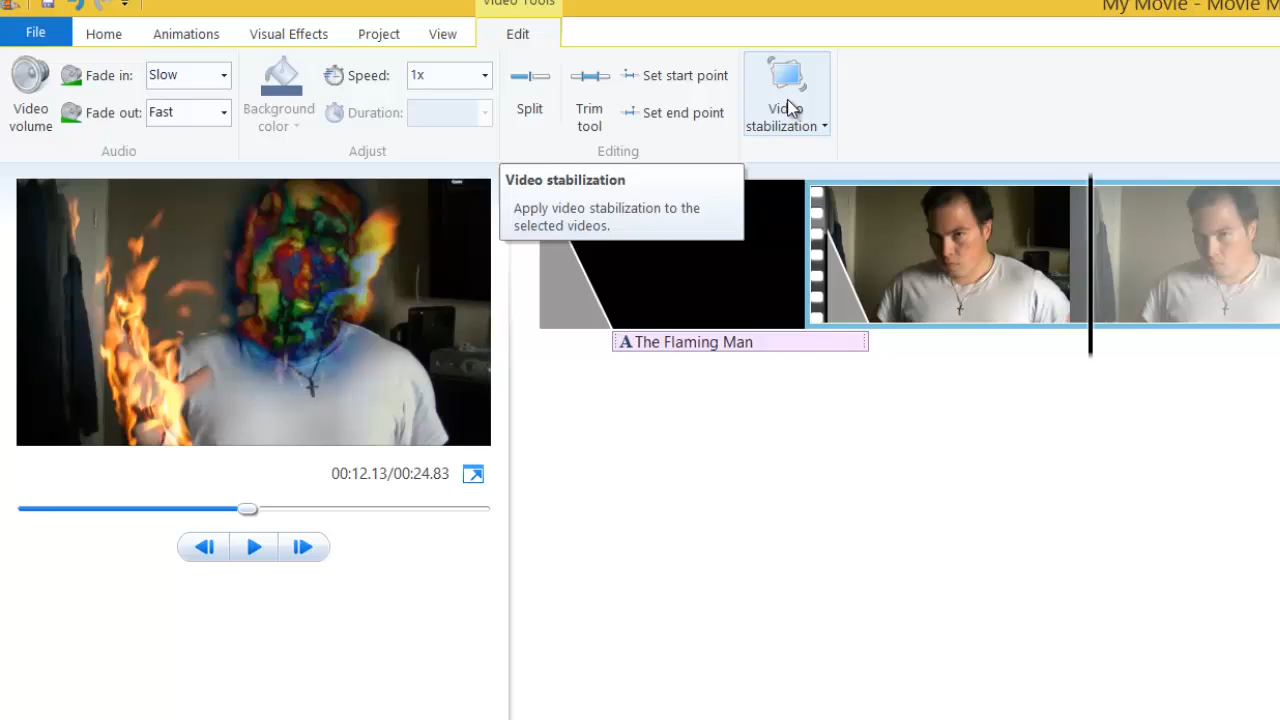 Video Tools
My Movie - Movie M
File
Home
Animations
Visual Effects
Project
View
Edit
Video
volume
Fade in:
Slow
Fade out:
Fast
Audio
Background
color
Speed:
1x
Duration:
Adjust
Split
Trim
tool
Set start point
Set end point
Editing
Video
stabilization
Video stabilization
Apply video stabilization to the
selected videos.
The Flaming Man
00:12.13/00:24.83